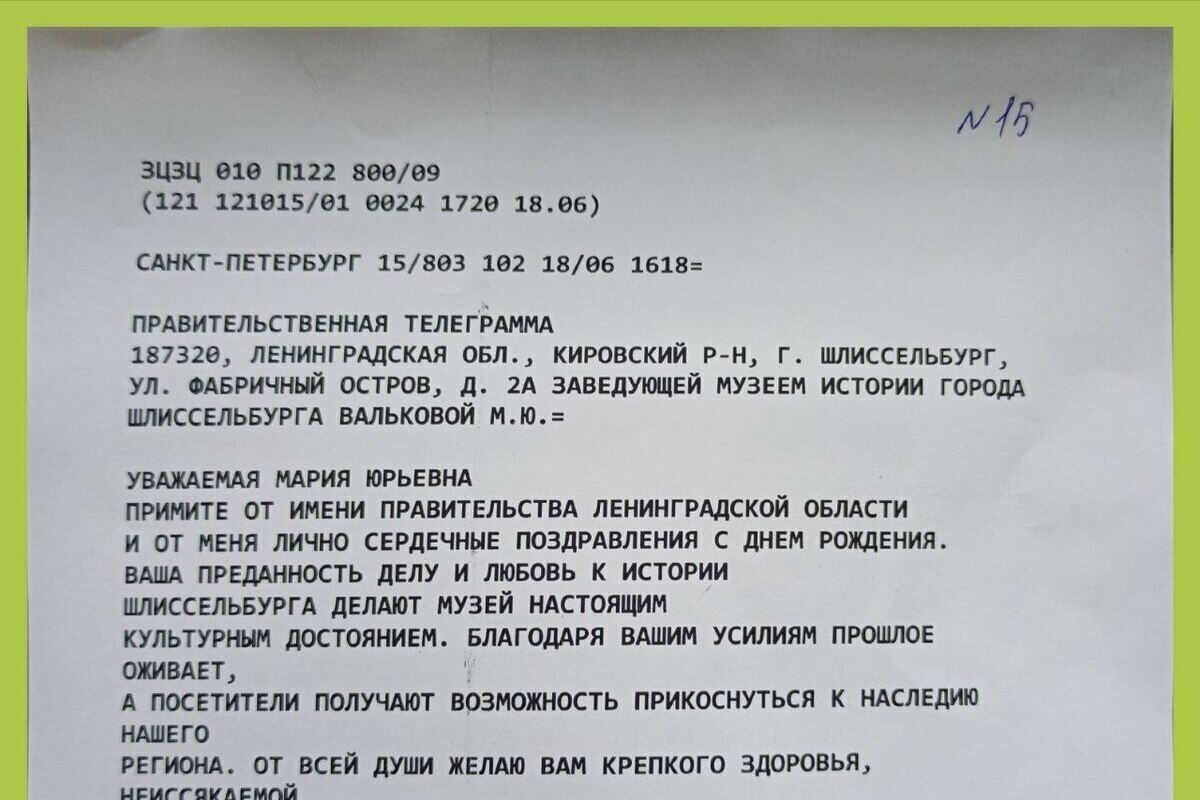 N 15
ЗЦЗЦ 010 П122 800/09
(121 121015/01 0024 1720 18.06)
САНКТ-ПЕТЕРБУРГ 15/803 102 18/06 1618=
ПРАВИТЕЛЬСТВЕННАЯ ТЕЛЕГРАММА
187320, ЛЕНИНГРАДСКАЯ ОБЛ., КИРОВСКИЙ Р-Н, Г. ШЛИССЕЛЬБУРГ,
УЛ. ФАБРИЧНЫЙ ОСТРОВ, Д. 2А ЗАВЕДУЮЩЕЙ МУЗЕЕМ ИСТОРИИ ГОРОДА
ШЛИССЕЛЬБУРГА ВАЛЬКОВОЙ М.Ю.=
УВАЖАЕМАЯ МАРИЯ ЮРЬЕВНА
ПРИМИТЕ ОТ ИМЕНИ ПРАВИТЕЛЬСТВА ЛЕНИНГРАДСКОЙ ОБЛАСТИ
И ОТ МЕНЯ ЛИЧНО СЕРДЕЧНЫЕ ПОЗДРАВЛЕНИЯ С ДНЕМ РОЖДЕНИЯ.
ВАША ПРЕДАННОСТЬ ДЕЛУ И ЛЮБОВЬ К ИСТОРИИ
ШЛИССЕЛЬБУРГА ДЕЛАЮТ МУЗЕЙ НАСТОЯЩИМ
КУЛЬТУРНЫМ ДОСТОЯНИЕМ. БЛАГОДАРЯ ВАШИМ УСИЛИЯМ ПРОШЛОЕ
ОЖИВАЕТ,
А ПОСЕТИТЕЛИ ПОЛУЧАЮТ ВОЗМОЖНОСТЬ ПРИКОСНУТЬСЯ К НАСЛЕДИЮ
НАШЕГО
РЕГИОНА. ОТ ВСЕЙ ДУШИ ЖЕЛАЮ ВАМ КРЕПКОГО ЗДОРОВЬЯ,
НЕИССЯКАЕМОЙ